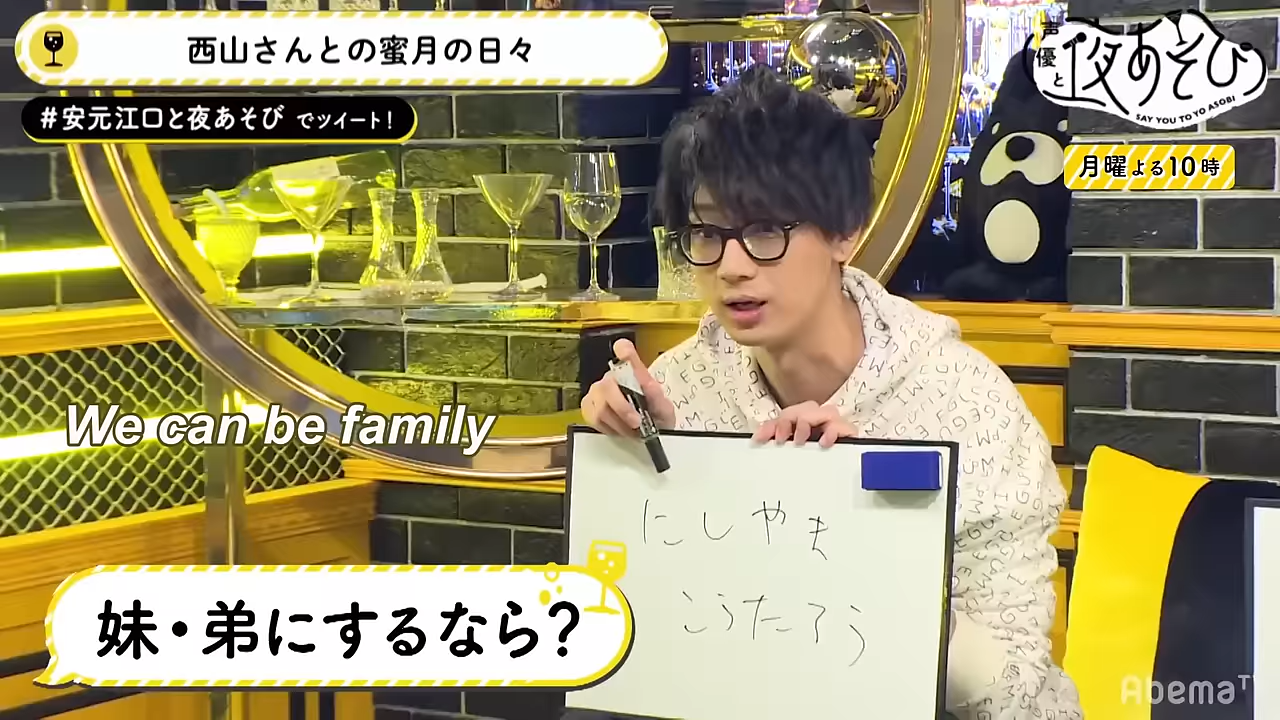 西山さんとの蜜月の日々
#安元江口と夜あそび でツイート!
声優と
夜あそび
SAY YOU TO YO ASOBI
月曜よる10時
We can be family
にしやま
こうたろう
妹・弟にするなら?
AbemaTV